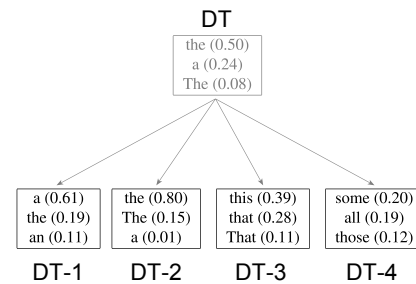 DT
the (0.50)
a (0.24)
The (0.08)
a (0.61)
the (0.19)
an (0.11)
the (0.80)
The (0.15)
a (0.01)
this (0.39)
that (0.28)
That (0.11)
some (0.20)
all (0.19)
those (0.12)
DT-1
DT-2
DT-3
DT-4